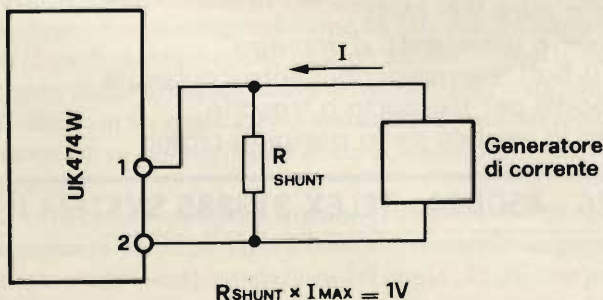 I
UK474W
1
2
R
SHUNT
Generatore
di corrente
RSHUNT × IMAX = 1V